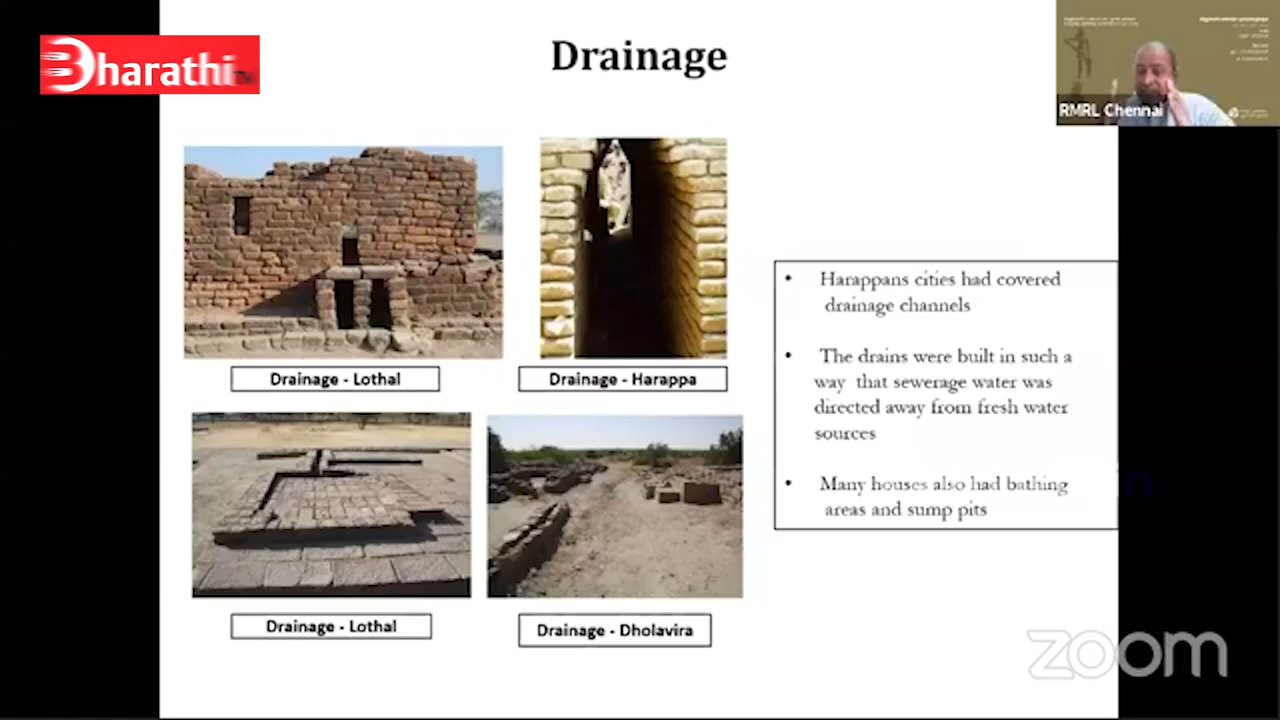 Drainage
Bharathi
RMRL Chennai
Drainage - Lothal
Drainage - Harappa
Drainage - Lothal
Drainage - Dholavira
• Harappans cities had covered
drainage channels
• The drains were built in such a
way that sewerage water was
directed away from fresh water
sources
• Many houses also had bathing
areas and sump pits
zoom